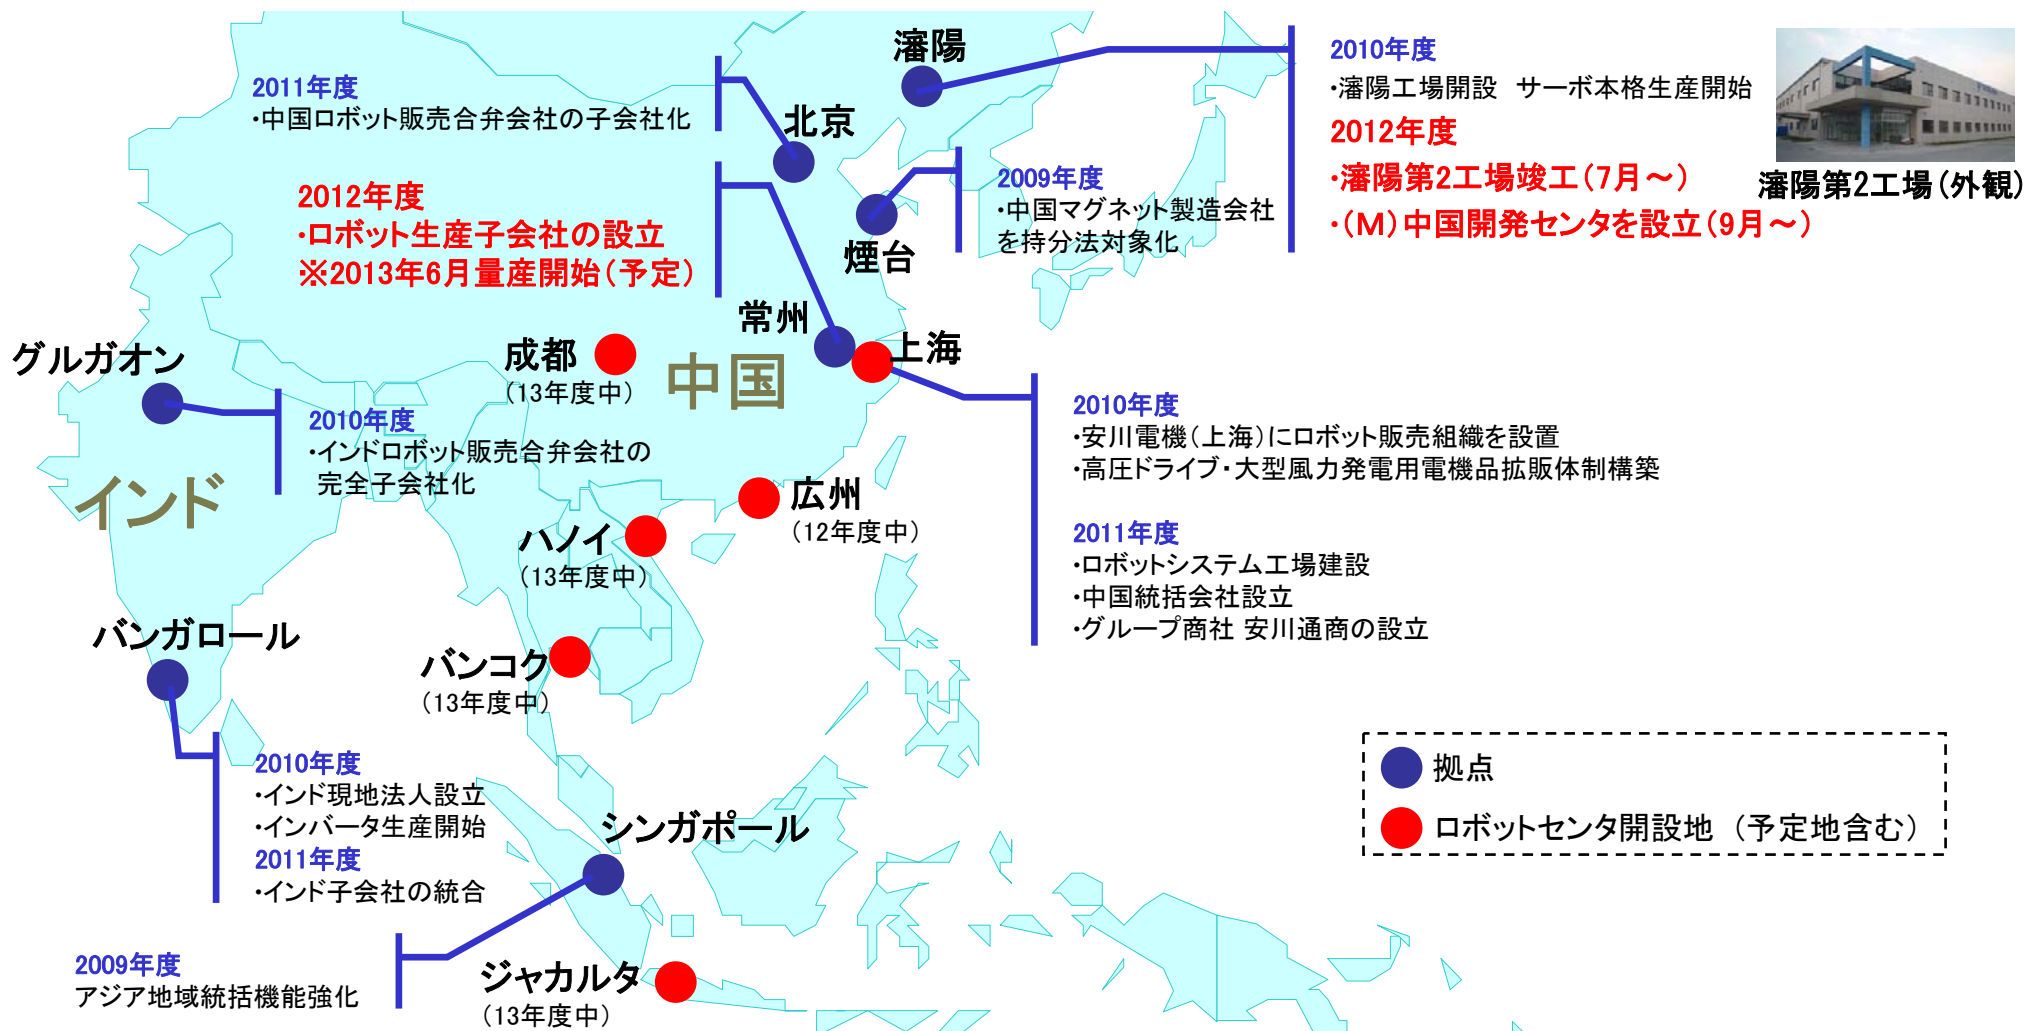 瀋陽
2010年度
・瀋陽工場開設　サーボ本格生産開始
2012年度
・瀋陽第2工場竣工（7月～）
・（M）中国開発センタを設立（9月～）
瀋陽第2工場（外観）
2011年度
・中国ロボット販売合弁会社の子会社化
北京
2012年度
・ロボット生産子会社の設立
※2013年6月量産開始（予定）
2009年度
・中国マグネット製造会社
を持分法対象化
煙台
常州
上海
成都
（13年度中）
中国
グルガオン
2010年度
・インドロボット販売合弁会社の
完全子会社化
インド
2010年度
・安川電機（上海）にロボット販売組織を設置
・高圧ドライブ・大型風力発電用電機品拡販体制構築
2011年度
・ロボットシステム工場建設
・中国統括会社設立
・グループ商社 安川通商の設立
広州
（12年度中）
ハノイ
（13年度中）
バンガロール
バンコク
（13年度中）
2010年度
・インド現地法人設立
・インバータ生産開始
2011年度
・インド子会社の統合
シンガポール
拠点
ロボットセンタ開設地　（予定地含む）
2009年度
アジア地域統括機能強化
ジャカルタ
（13年度中）